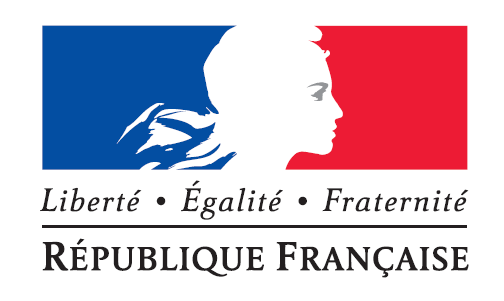 Liberté • Égalité • Fraternité
RÉPUBLIQUE FRANÇAISE